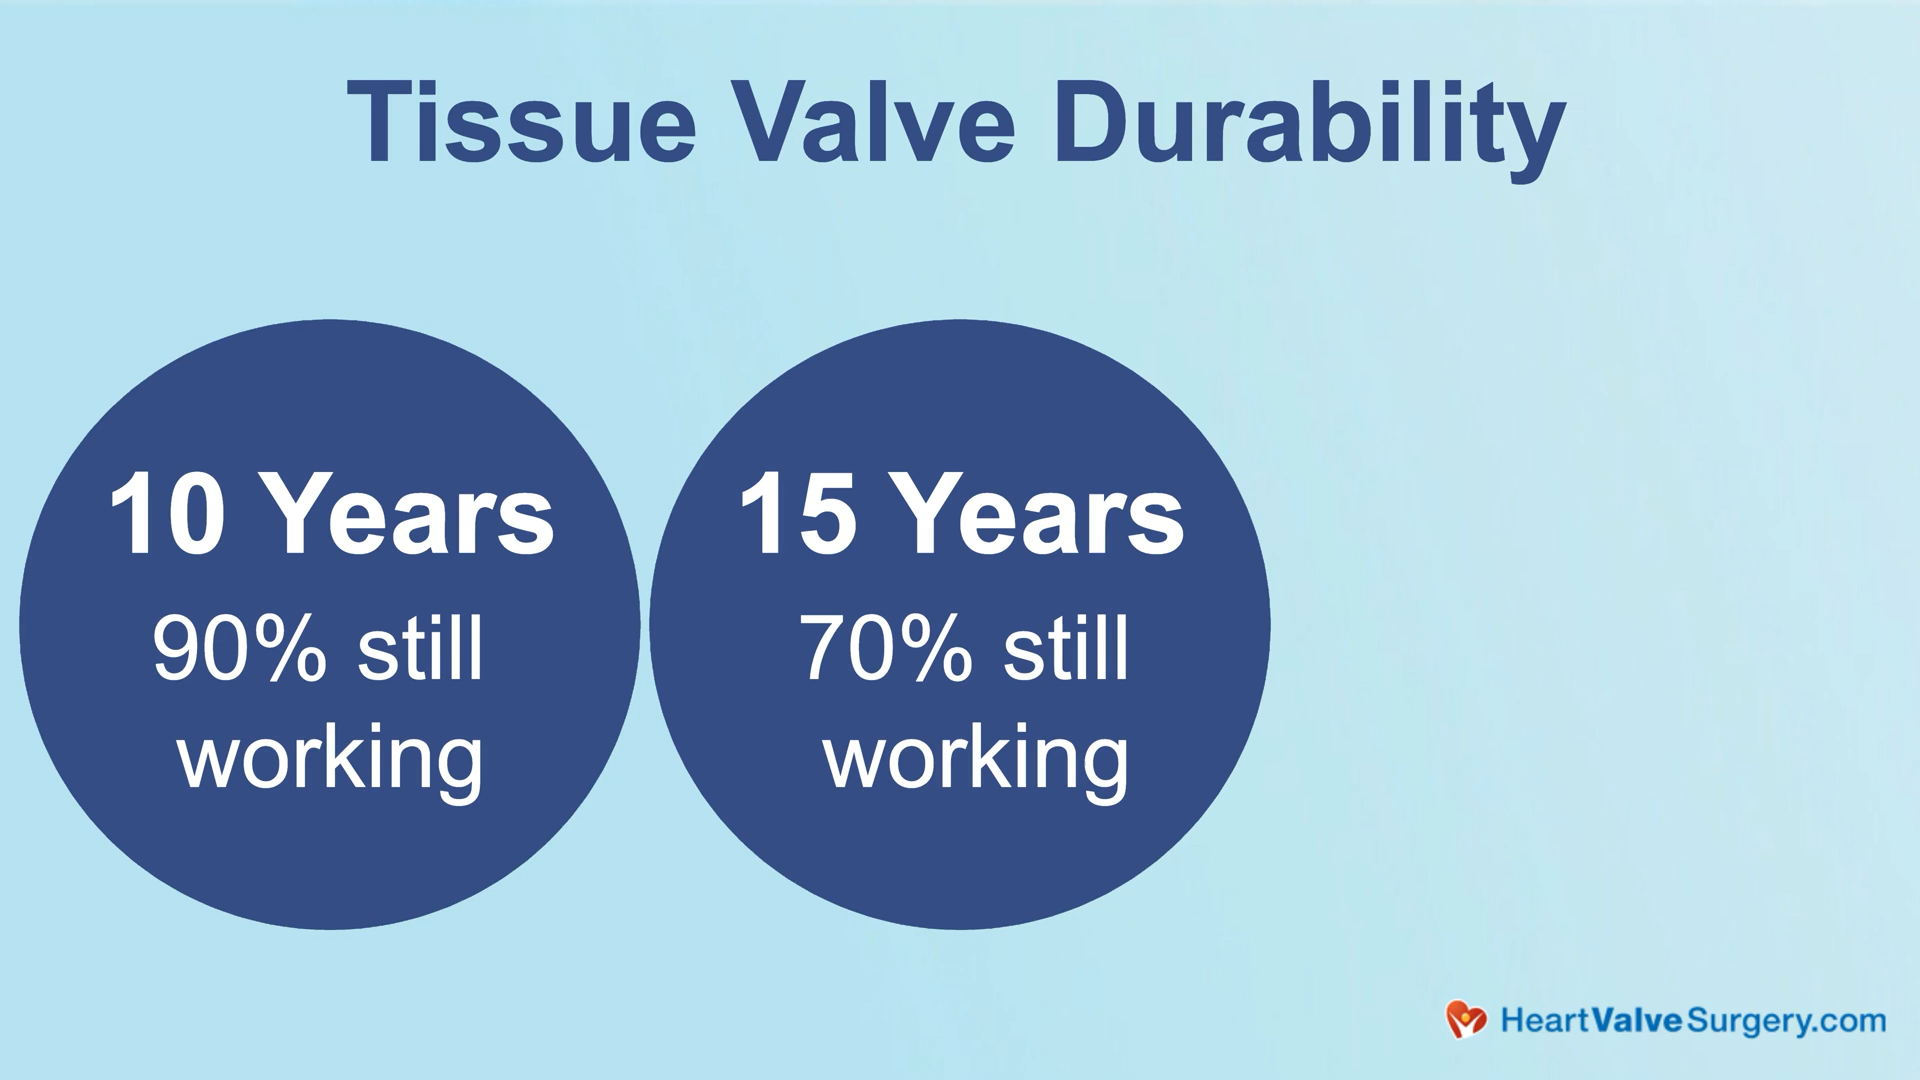 Tissue Valve Durability
10 Years
90% still
working
15 Years
70% still
working
HeartValveSurgery.com